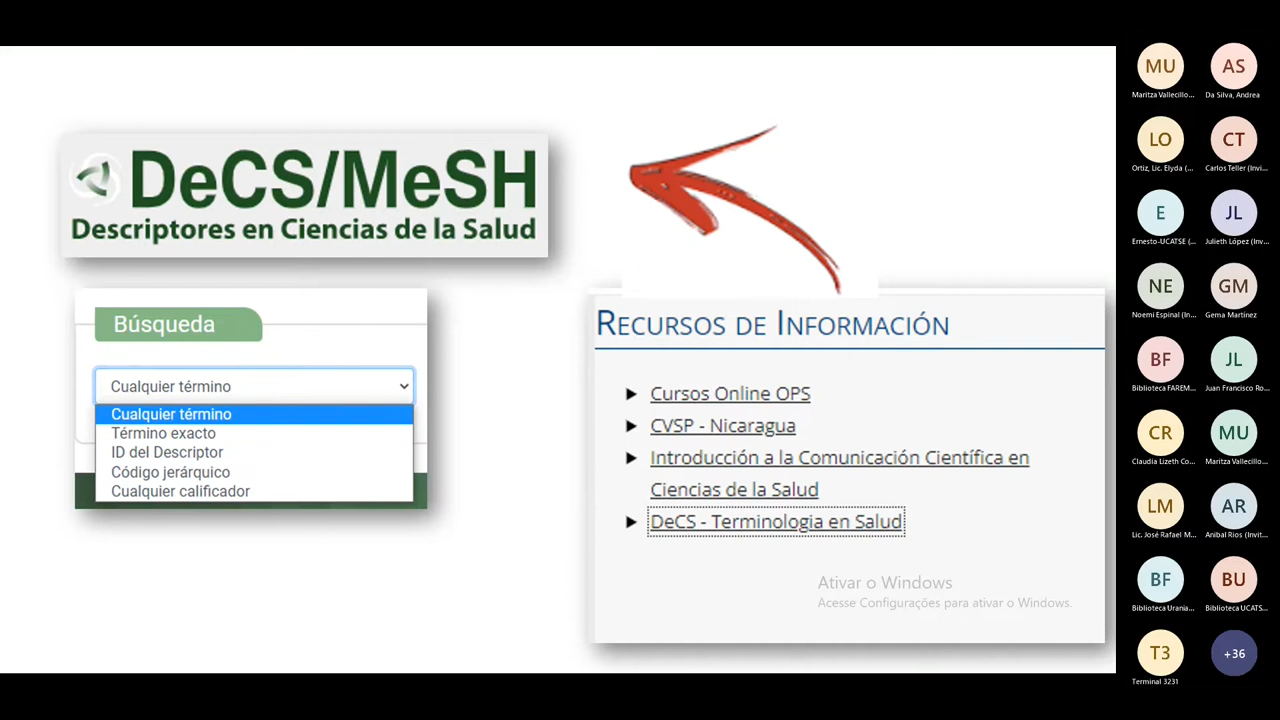 DeCS/MeSH
Descriptores en Ciencias de la Salud
Búsqueda
Cualquier término
Cualquier término
Término exacto
ID del Descriptor
Código jerárquico
Cualquier calificador
RECURSOS DE INFORMACIÓN
Cursos Online OPS
CVSP - Nicaragua
Introducción a la Comunicación Científica en
Ciencias de la Salud
DeCS - Terminologia en Salud
Ativar o Windows
Acesse Configurações para ativar o Windows.
MU AS
Maritza Vallecillo... Da Silva, Andrea
LO CT
Ortiz, Lic. Elyda (... Carlos Teller (Invi...
E JL
Ernesto-UCATSE (... Julieth López (Inv...
NE GM
Noemi Espinal (In... Gema Martinez
BF JL
Biblioteca FAREM... Juan Francisco Ro...
CR MU
Claudia Lizeth Co... Maritza Vallecillo...
LM AR
Lic. José Rafael M... Anibal Rios (Invit...
BF BU
Biblioteca Urania... Biblioteca UCATS...
T3 +36
Terminal 3231